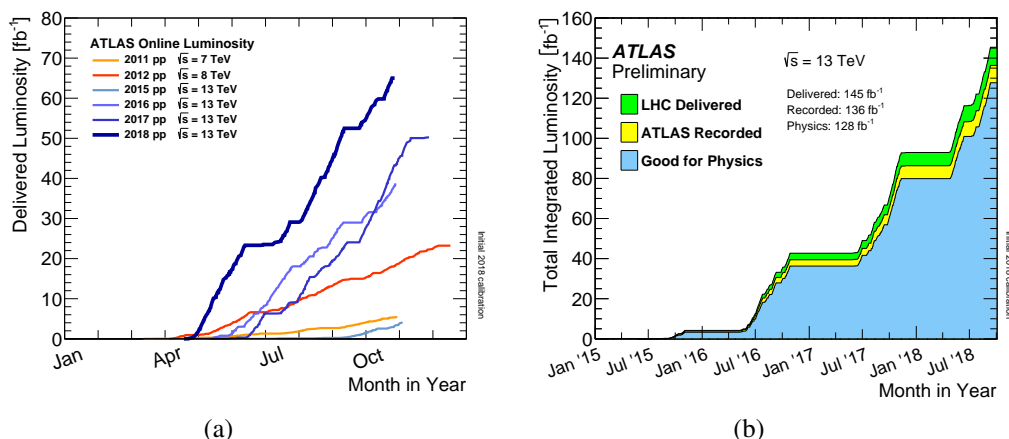 80
70
60
50
40
30
20
10
0
Delivered Luminosity [fb⁻¹]
ATLAS Online Luminosity
2011 pp √s = 7 TeV
2012 pp √s = 8 TeV
2015 pp √s = 13 TeV
2016 pp √s = 13 TeV
2017 pp √s = 13 TeV
2018 pp √s = 13 TeV
Initial 2018 calibration
Jan Apr Jul Oct
Month in Year
(a)
160
140
120
100
80
60
40
20
0
Total Integrated Luminosity [fb⁻¹]
ATLAS
Preliminary
√s = 13 TeV
LHC Delivered
ATLAS Recorded
Good for Physics
Delivered: 145 fb⁻¹
Recorded: 136 fb⁻¹
Physics: 128 fb⁻¹
Jan '15 Jul '15 Jan '16 Jul '16 Jan '17 Jul '17 Jan '18 Jul '18
Month in Year
(b)